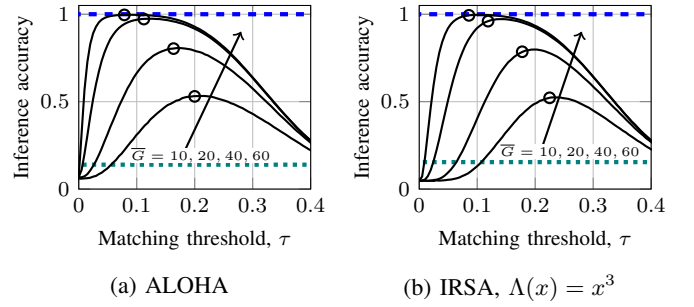 Inference accuracy
1
0.5
0
G̅ = 10, 20, 40, 60
0 0.1 0.2 0.3 0.4
Matching threshold, τ
(a) ALOHA
Inference accuracy
1
0.5
0
G̅ = 10, 20, 40, 60
0 0.1 0.2 0.3 0.4
Matching threshold, τ
(b) IRSA, Λ(x) = x³